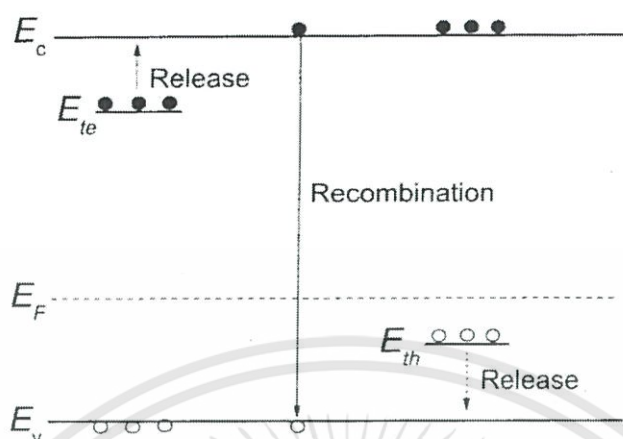 E_c
Release
E_te
Recombination
E_F
E_th
Release
E_v